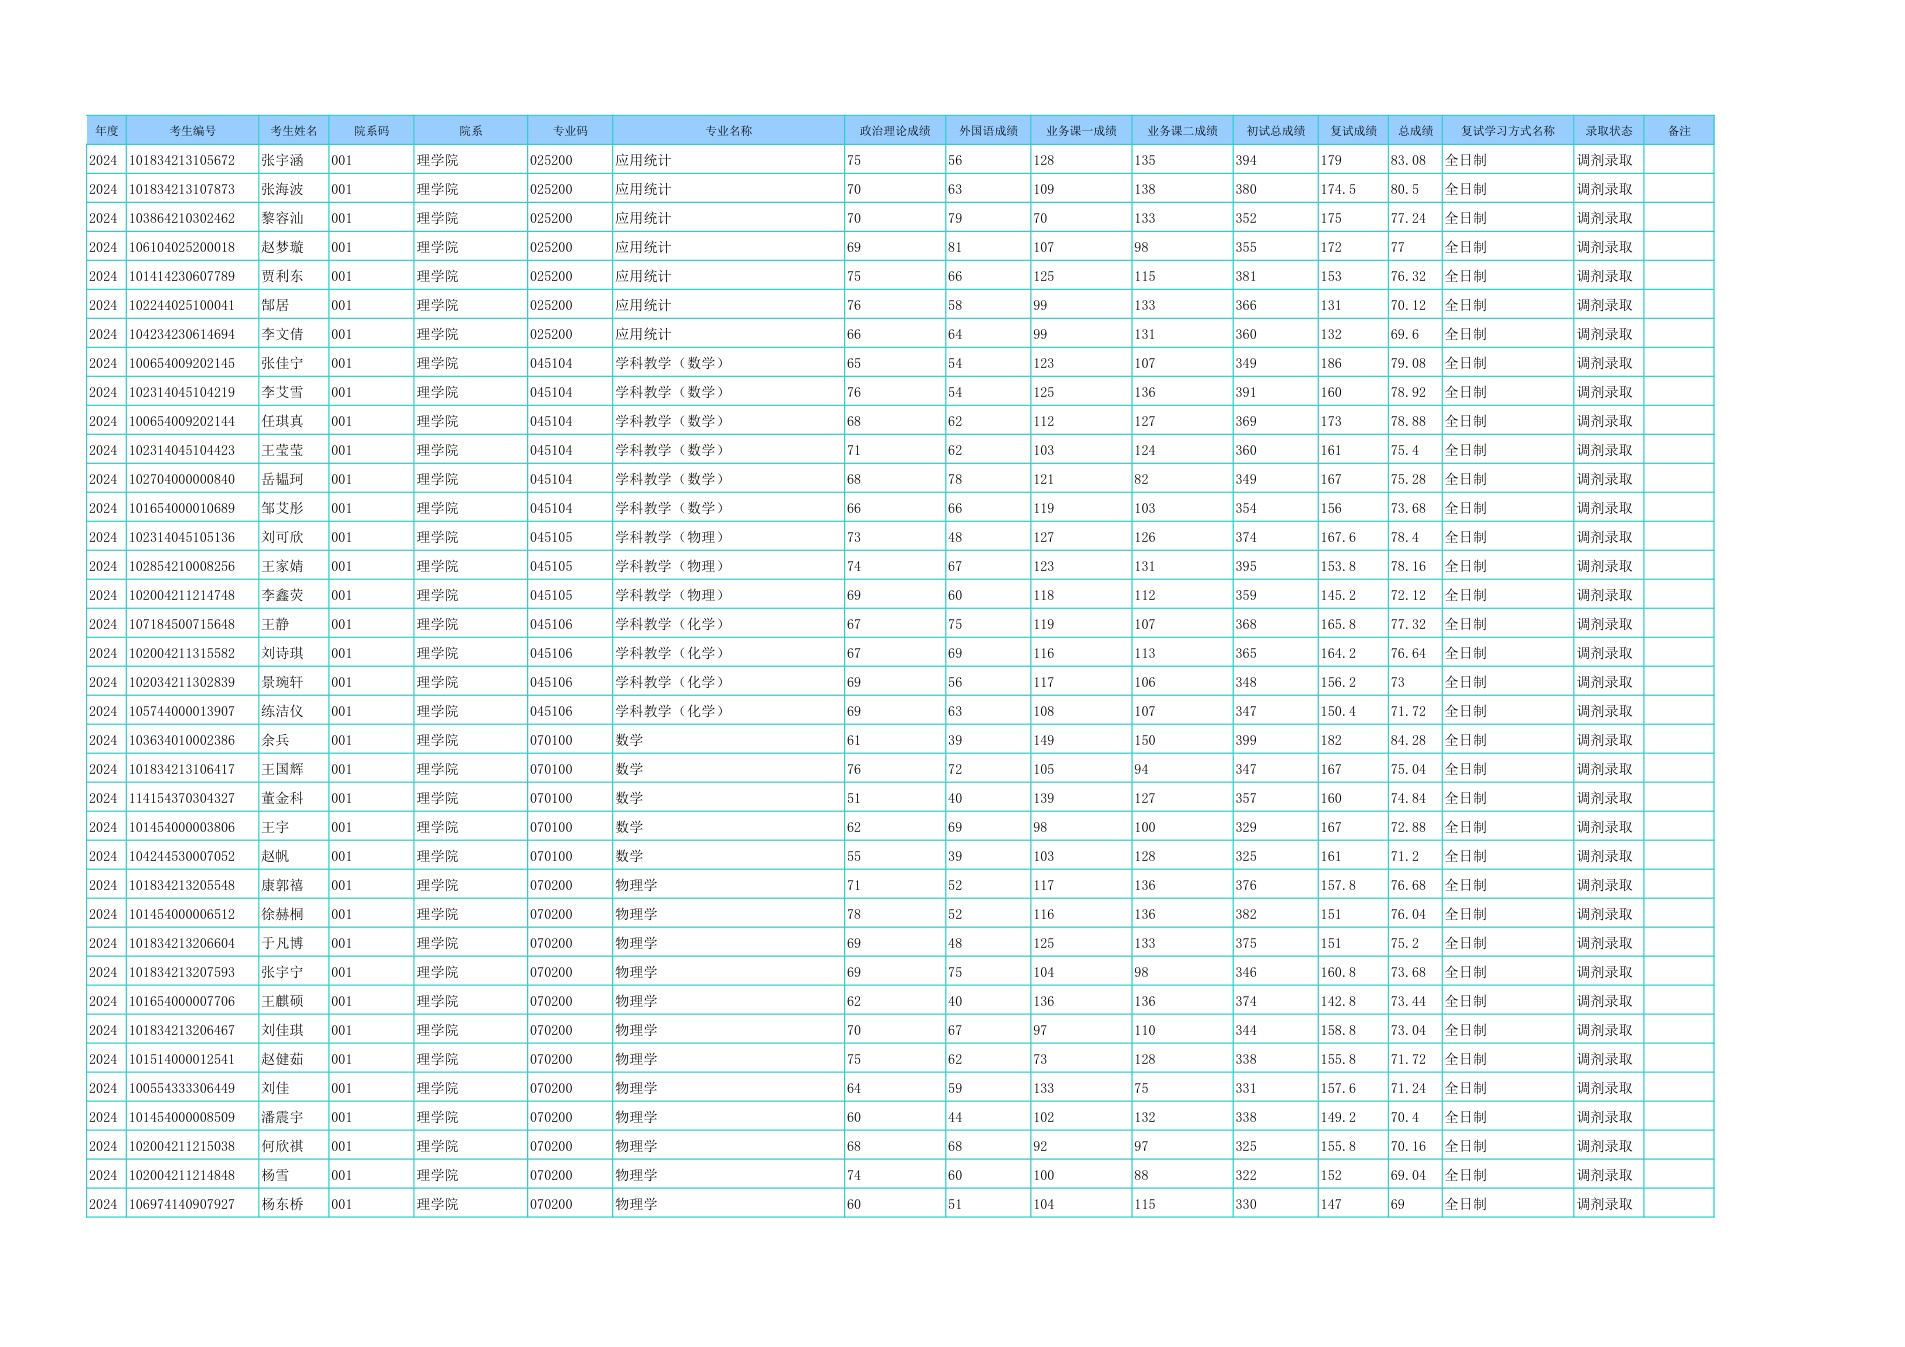 年度 考生编号 考生姓名 院系码 院系 专业码 专业名称 政治理论成绩 外国语成绩 业务课一成绩 业务课二成绩 初试总成绩 复试成绩 总成绩 复试学习方式名称 录取状态 备注
2024 101834213105672 张宇涵 001 理学院 025200 应用统计 75 56 128 135 394 179 83.08 全日制 调剂录取
2024 101834213107873 张海波 001 理学院 025200 应用统计 70 63 109 138 380 174.5 80.5 全日制 调剂录取
2024 103864210302462 黎容汕 001 理学院 025200 应用统计 70 79 70 133 352 175 77.24 全日制 调剂录取
2024 106104025200018 赵梦璇 001 理学院 025200 应用统计 69 81 107 98 355 172 77 全日制 调剂录取
2024 101414230607789 贾利东 001 理学院 025200 应用统计 75 66 125 115 381 153 76.32 全日制 调剂录取
2024 102244025100041 郜居 001 理学院 025200 应用统计 76 58 99 133 366 131 70.12 全日制 调剂录取
2024 104234230614694 李文倩 001 理学院 025200 应用统计 66 64 99 131 360 132 69.6 全日制 调剂录取
2024 100654009202145 张佳宁 001 理学院 045104 学科教学（数学） 65 54 123 107 349 186 79.08 全日制 调剂录取
2024 102314045104219 李艾雪 001 理学院 045104 学科教学（数学） 76 54 125 136 391 160 78.92 全日制 调剂录取
2024 100654009202144 任琪真 001 理学院 045104 学科教学（数学） 68 62 112 127 369 173 78.88 全日制 调剂录取
2024 102314045104423 王莹莹 001 理学院 045104 学科教学（数学） 71 62 103 124 360 161 75.4 全日制 调剂录取
2024 102704000000840 岳韫珂 001 理学院 045104 学科教学（数学） 68 78 121 82 349 167 75.28 全日制 调剂录取
2024 101654000010689 邹艾彤 001 理学院 045104 学科教学（数学） 66 66 119 103 354 156 73.68 全日制 调剂录取
2024 102314045105136 刘可欣 001 理学院 045105 学科教学（物理） 73 48 127 126 374 167.6 78.4 全日制 调剂录取
2024 102854210008256 王家婧 001 理学院 045105 学科教学（物理） 74 67 123 131 395 153.8 78.16 全日制 调剂录取
2024 102004211214748 李鑫荧 001 理学院 045105 学科教学（物理） 69 60 118 112 359 145.2 72.12 全日制 调剂录取
2024 107184500715648 王静 001 理学院 045106 学科教学（化学） 67 75 119 107 368 165.8 77.32 全日制 调剂录取
2024 102004211315582 刘诗琪 001 理学院 045106 学科教学（化学） 67 69 116 113 365 164.2 76.64 全日制 调剂录取
2024 102034211302839 景琬轩 001 理学院 045106 学科教学（化学） 69 56 117 106 348 156.2 73 全日制 调剂录取
2024 105744000013907 练洁仪 001 理学院 045106 学科教学（化学） 69 63 108 107 347 150.4 71.72 全日制 调剂录取
2024 103634010002386 余兵 001 理学院 070100 数学 61 39 149 150 399 182 84.28 全日制 调剂录取
2024 101834213106417 王国辉 001 理学院 070100 数学 76 72 105 94 347 167 75.04 全日制 调剂录取
2024 114154370304327 董金科 001 理学院 070100 数学 51 40 139 127 357 160 74.84 全日制 调剂录取
2024 101454000003806 王宇 001 理学院 070100 数学 62 69 98 100 329 167 72.88 全日制 调剂录取
2024 104244530007052 赵帆 001 理学院 070100 数学 55 39 103 128 325 161 71.2 全日制 调剂录取
2024 101834213205548 康郭禧 001 理学院 070200 物理学 71 52 117 136 376 157.8 76.68 全日制 调剂录取
2024 101454000006512 徐赫桐 001 理学院 070200 物理学 78 52 116 136 382 151 76.04 全日制 调剂录取
2024 101834213206604 于凡博 001 理学院 070200 物理学 69 48 125 133 375 151 75.2 全日制 调剂录取
2024 101834213207593 张宇宁 001 理学院 070200 物理学 69 75 104 98 346 160.8 73.68 全日制 调剂录取
2024 101654000007706 王麒硕 001 理学院 070200 物理学 62 40 136 136 374 142.8 73.44 全日制 调剂录取
2024 101834213206467 刘佳琪 001 理学院 070200 物理学 70 67 97 110 344 158.8 73.04 全日制 调剂录取
2024 101514000012541 赵健茹 001 理学院 070200 物理学 75 62 73 128 338 155.8 71.72 全日制 调剂录取
2024 100554333306449 刘佳 001 理学院 070200 物理学 64 59 133 75 331 157.6 71.24 全日制 调剂录取
2024 101454000008509 潘震宇 001 理学院 070200 物理学 60 44 102 132 338 149.2 70.4 全日制 调剂录取
2024 102004211215038 何欣祺 001 理学院 070200 物理学 68 68 92 97 325 155.8 70.16 全日制 调剂录取
2024 102004211214848 杨雪 001 理学院 070200 物理学 74 60 100 88 322 152 69.04 全日制 调剂录取
2024 106974140907927 杨东桥 001 理学院 070200 物理学 60 51 104 115 330 147 69 全日制 调剂录取